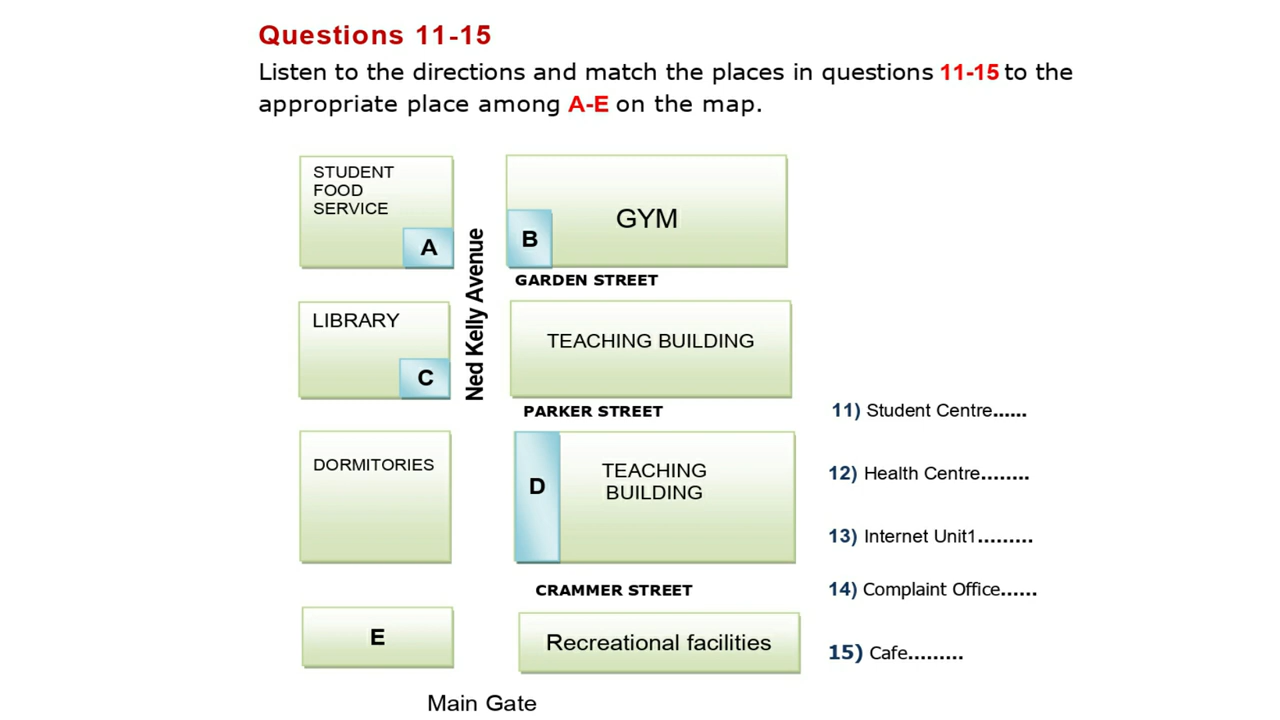 Questions 11-15
Listen to the directions and match the places in questions 11-15 to the
appropriate place among A-E on the map.
STUDENT
FOOD
SERVICE
A
Ned Kelly Avenue
GYM
B
GARDEN STREET
LIBRARY
C
TEACHING BUILDING
PARKER STREET
DORMITORIES
D
TEACHING
BUILDING
CRAMMER STREET
E
Recreational facilities
Main Gate
11) Student Centre......
12) Health Centre........
13) Internet Unit1.........
14) Complaint Office......
15) Cafe.........